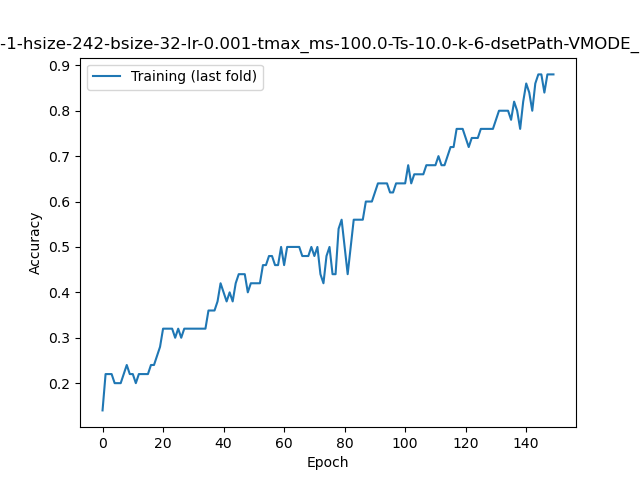 -1-hsize-242-bsize-32-lr-0.001-tmax_ms-100.0-Ts-10.0-k-6-dsetPath-VMODE_
Training (last fold)
0.9
0.8
0.7
0.6
0.5
0.4
0.3
0.2
Accuracy
0 20 40 60 80 100 120 140
Epoch